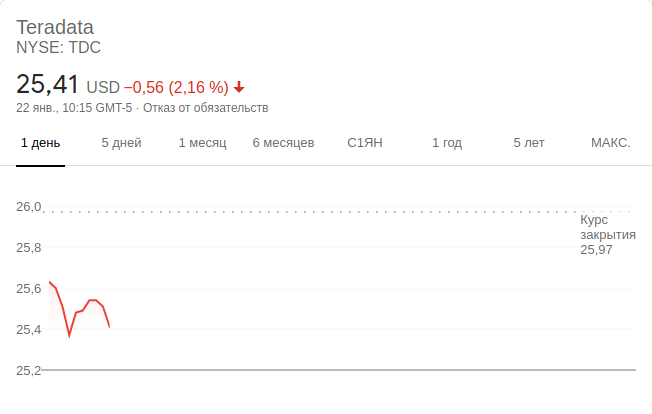 Teradata
NYSE: TDC
25,41 USD −0,56 (2,16 %)
22 янв., 10:15 GMT-5 · Отказ от обязательств
1 день 5 дней 1 месяц 6 месяцев С1ЯН 1 год 5 лет МАКС.
26,0
Курс
закрытия
25,97
25,8
25,6
25,4
25,2